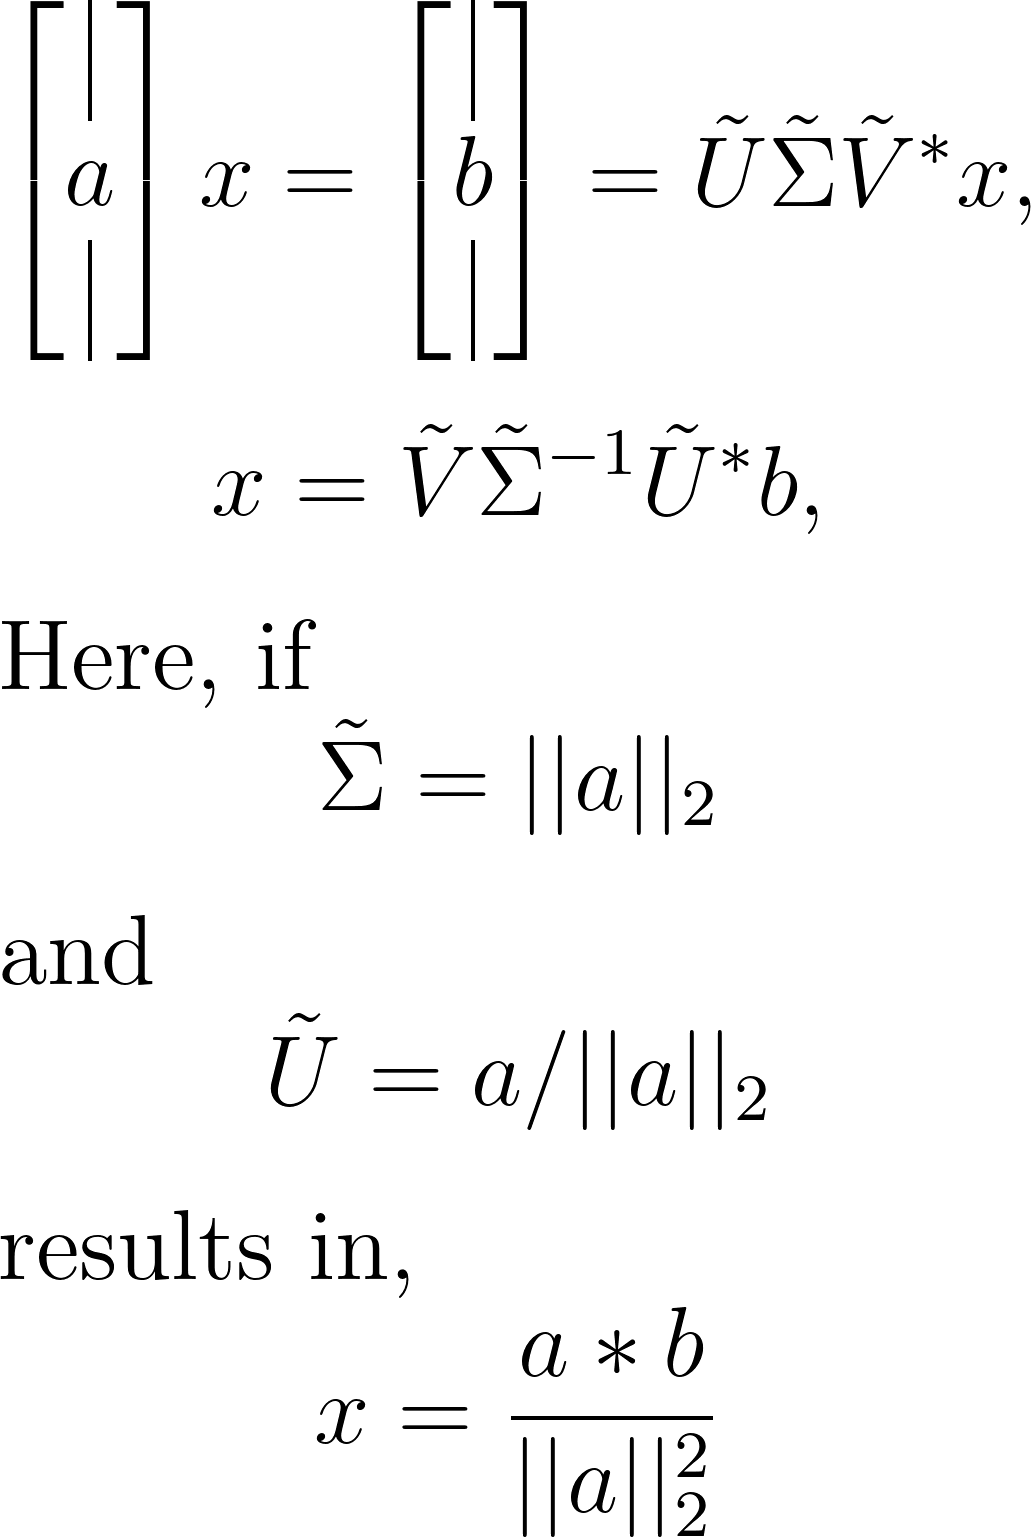 [ | a | ] x = [ | b | ] = ŨΣ̃Ṽ*x,
x = ṼΣ̃⁻¹Ũ*b,
Here, if
Σ̃ = ||a||₂
and
Ũ = a/||a||₂
results in,
x = a * b
||a||₂²